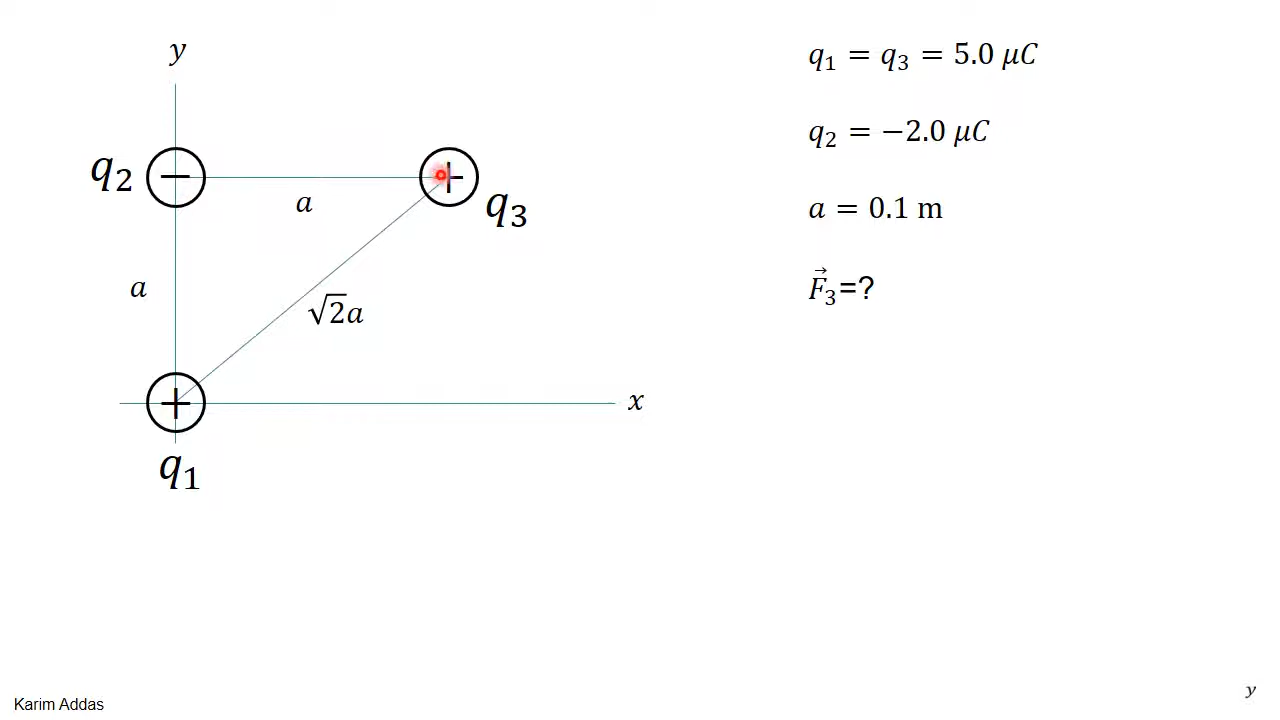 y
q₁ = q₃ = 5.0 μC
q₂ = −2.0 μC
a = 0.1 m
F⃗₃=?
q₂
−
+
a
q₃
a
√2a
+
x
q₁
Karim Addas
y